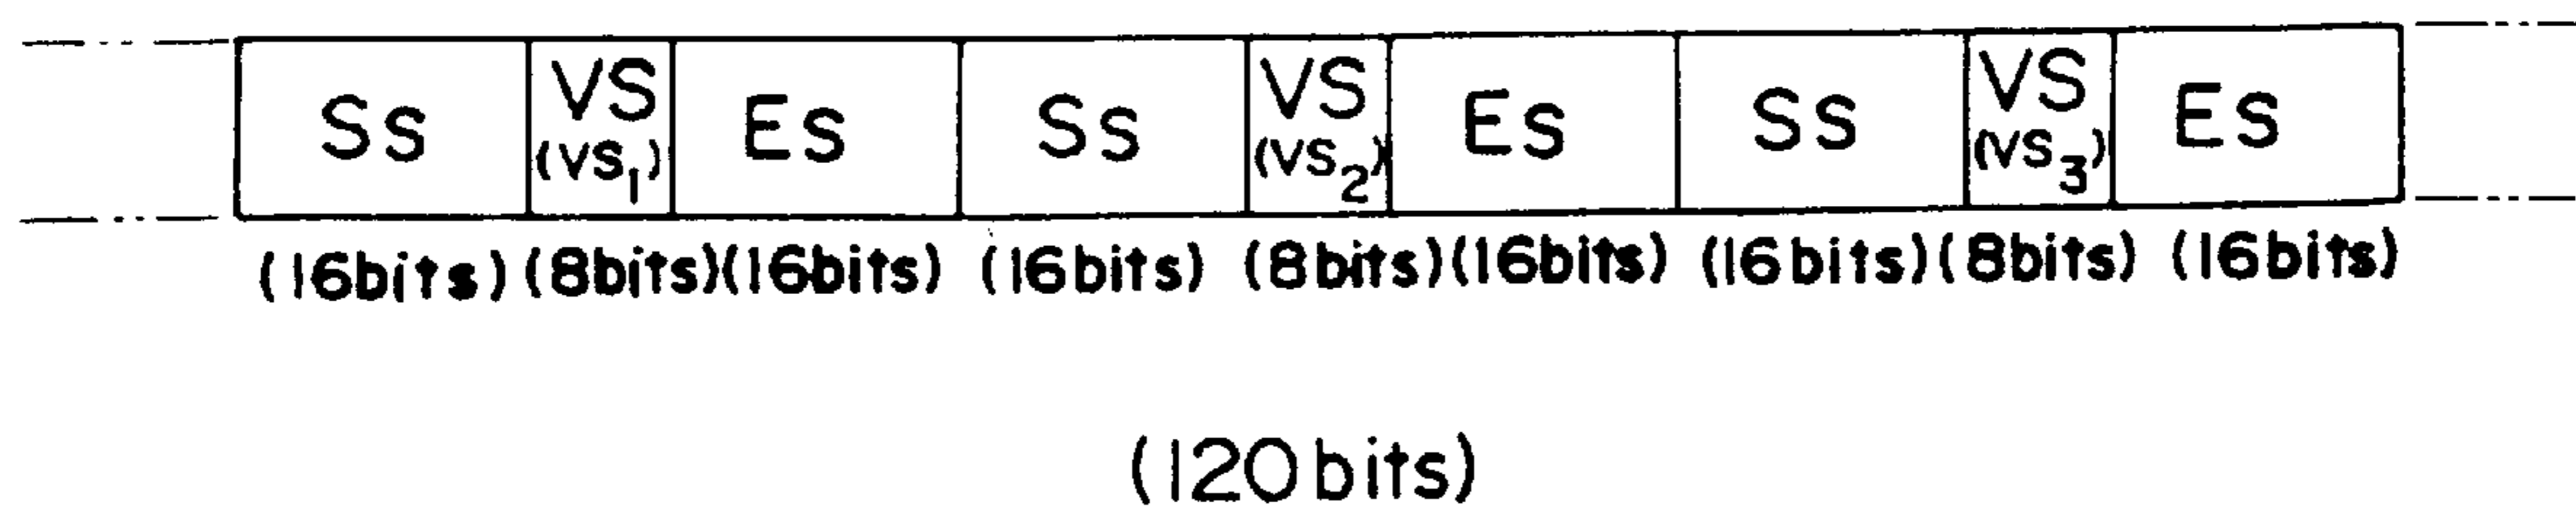 Ss VS Es Ss VS Es Ss VS Es
(VS1) (VS2) (VS3)
(16bits) (8bits) (16bits) (16bits) (8bits) (16bits) (16bits) (8bits) (16bits)
(120bits)